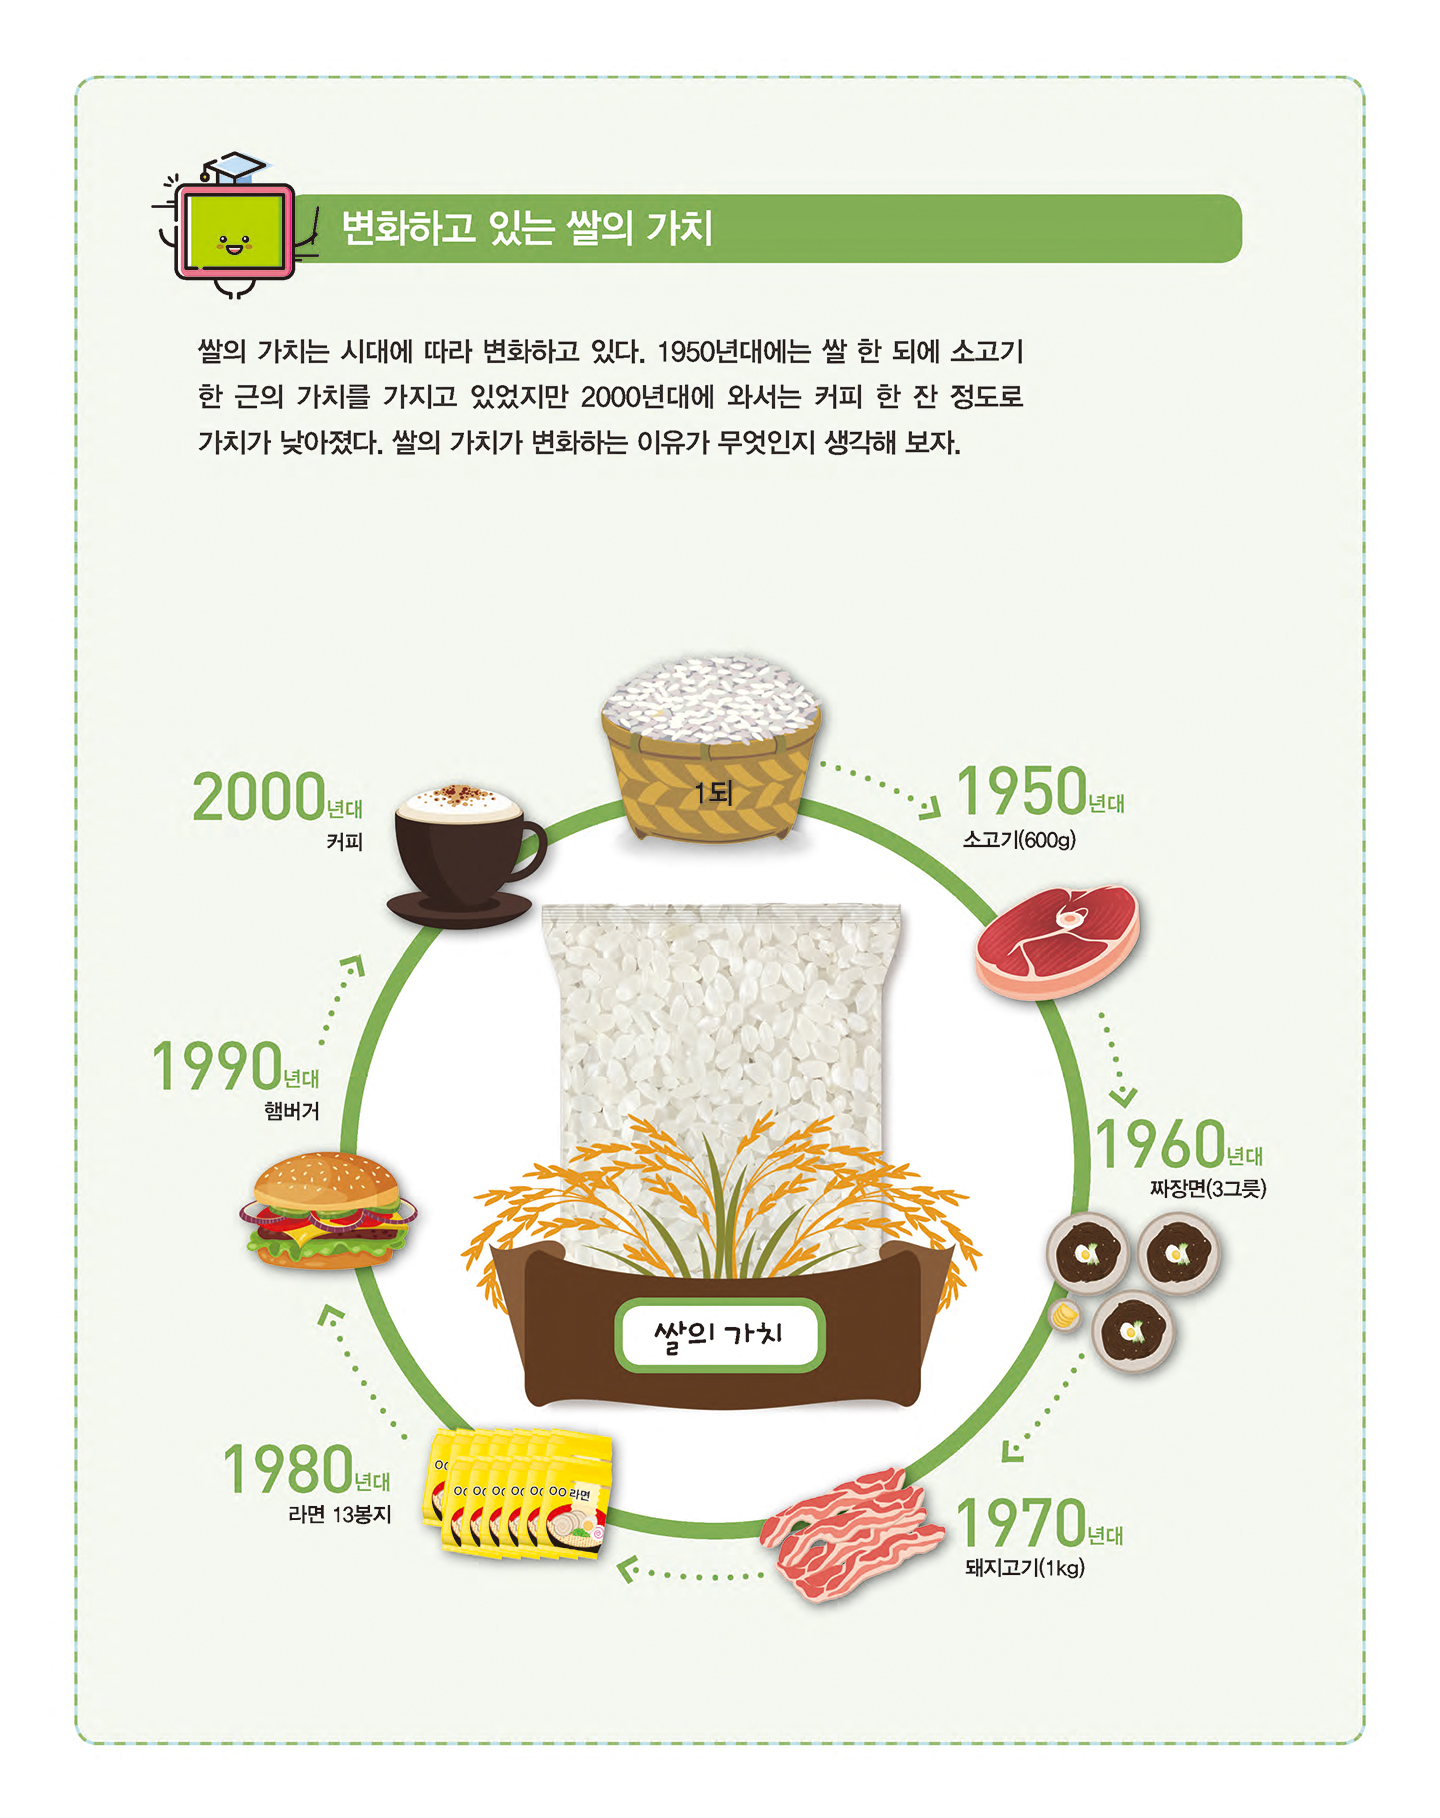 변화하고 있는 쌀의 가치
쌀의 가치는 시대에 따라 변화하고 있다. 1950년대에는 쌀 한 되에 소고기
한 근의 가치를 가지고 있었지만 2000년대에 와서는 커피 한 잔 정도로
가치가 낮아졌다. 쌀의 가치가 변화하는 이유가 무엇인지 생각해 보자.
1되
1950년대
소고기(600g)
1960년대
짜장면(3그릇)
1970년대
돼지고기(1kg)
1980년대
라면 13봉지
OO 라면
1990년대
햄버거
2000년대
커피
쌀의 가치